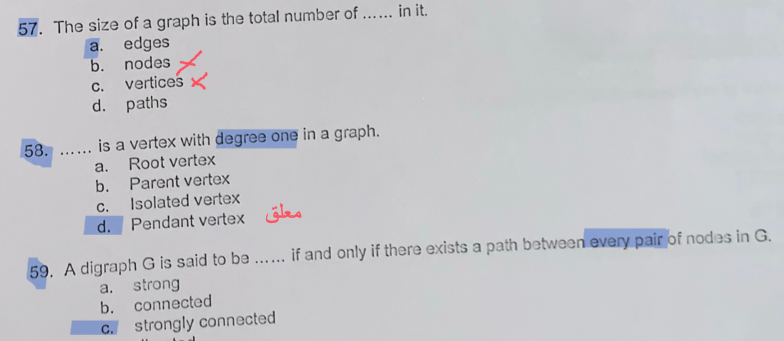 57. The size of a graph is the total number of ...... in it.
a. edges
b. nodes
c. vertices
d. paths
58. ...... is a vertex with degree one in a graph.
a. Root vertex
b. Parent vertex
c. Isolated vertex
d. Pendant vertex معلق
59. A digraph G is said to be ...... if and only if there exists a path between every pair of nodes in G.
a. strong
b. connected
c. strongly connected